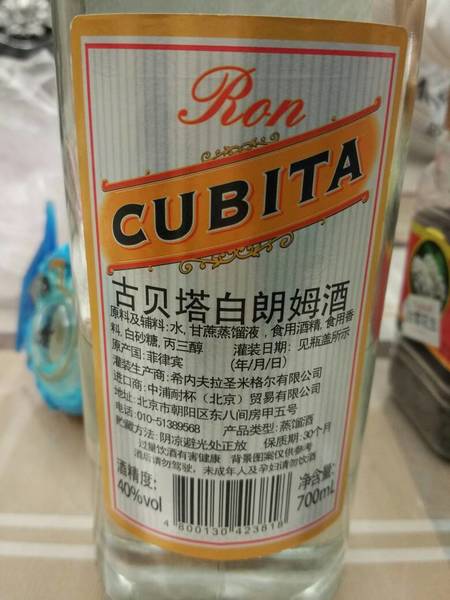 Ron
CUBITA
古贝塔白朗姆酒
原料及辅料:水,甘蔗蒸馏液,食用酒精,食用香
料,白砂糖,丙三醇 灌装日期:见瓶盖所示
原产国:菲律宾 (年/月/日)
灌装生产商:希内夫拉圣米格尔有限公司
进口商:中浦耐杯(北京)贸易有限公司
地址:北京市朝阳区东八间房甲五号
电话:010-51389568 产品类型:蒸馏酒
贮藏方法:阴凉避光处正放 保质期:30个月
过量饮酒有害健康 背景图案仅供参考
酒后请勿驾驶,未成年人及孕妇请勿饮酒
酒精度: 净含量:
40%vol 700mL
4 800130 423618